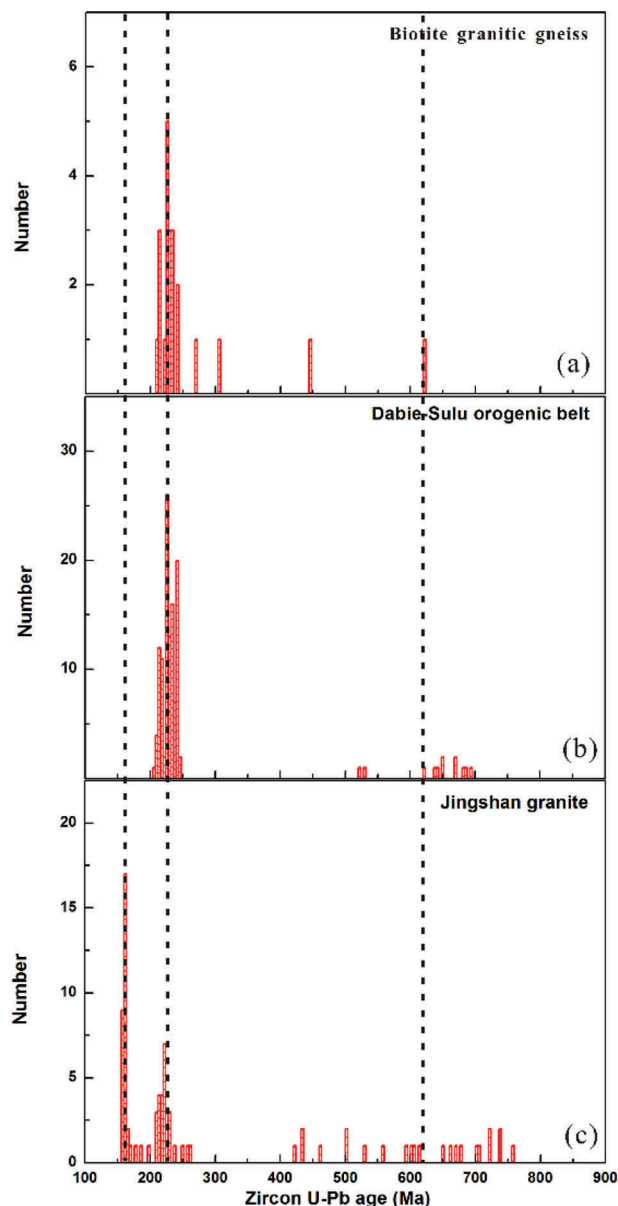 Biotite granitic gneiss
6
4
2
Number
(a)
Dabie-Sulu orogenic belt
30
20
10
Number
(b)
Jingshan granite
20
15
10
5
0
Number
(c)
100 200 300 400 500 600 700 800 900
Zircon U-Pb age (Ma)